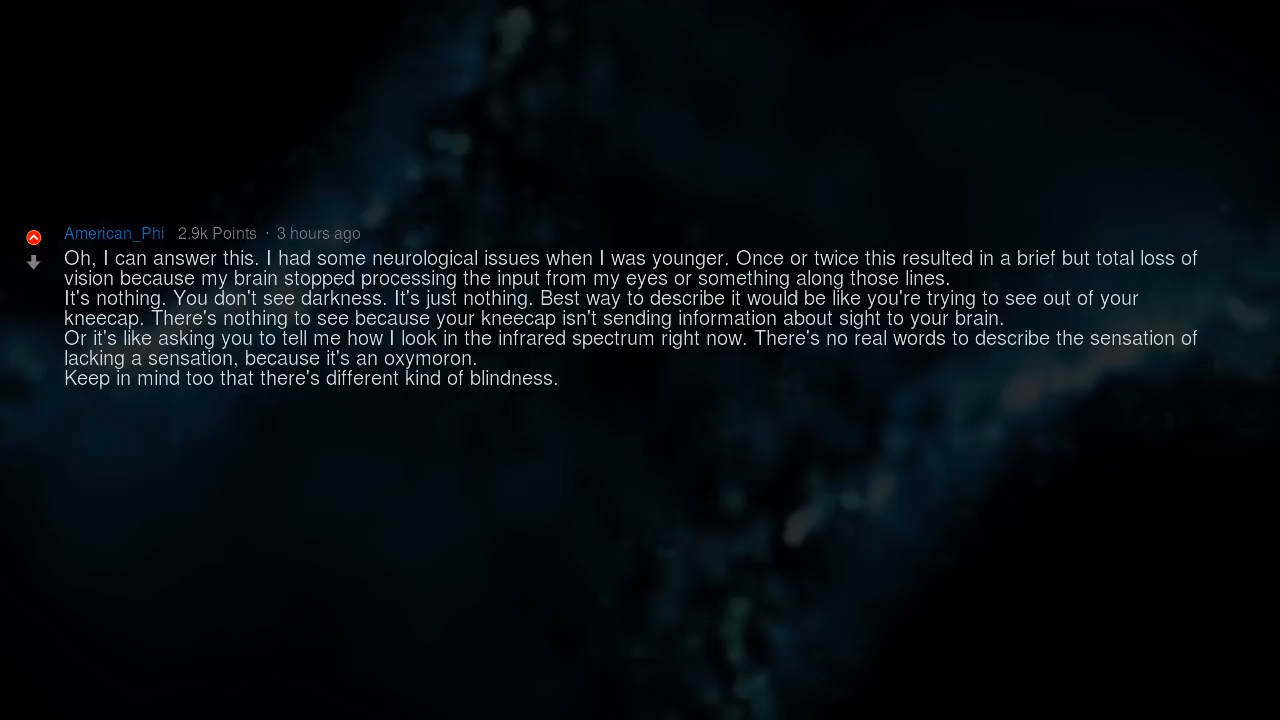 American_Phi 2.9k Points · 3 hours ago
Oh, I can answer this. I had some neurological issues when I was younger. Once or twice this resulted in a brief but total loss of
vision because my brain stopped processing the input from my eyes or something along those lines.
It's nothing. You don't see darkness. It's just nothing. Best way to describe it would be like you're trying to see out of your
kneecap. There's nothing to see because your kneecap isn't sending information about sight to your brain.
Or it's like asking you to tell me how I look in the infrared spectrum right now. There's no real words to describe the sensation of
lacking a sensation, because it's an oxymoron.
Keep in mind too that there's different kind of blindness.